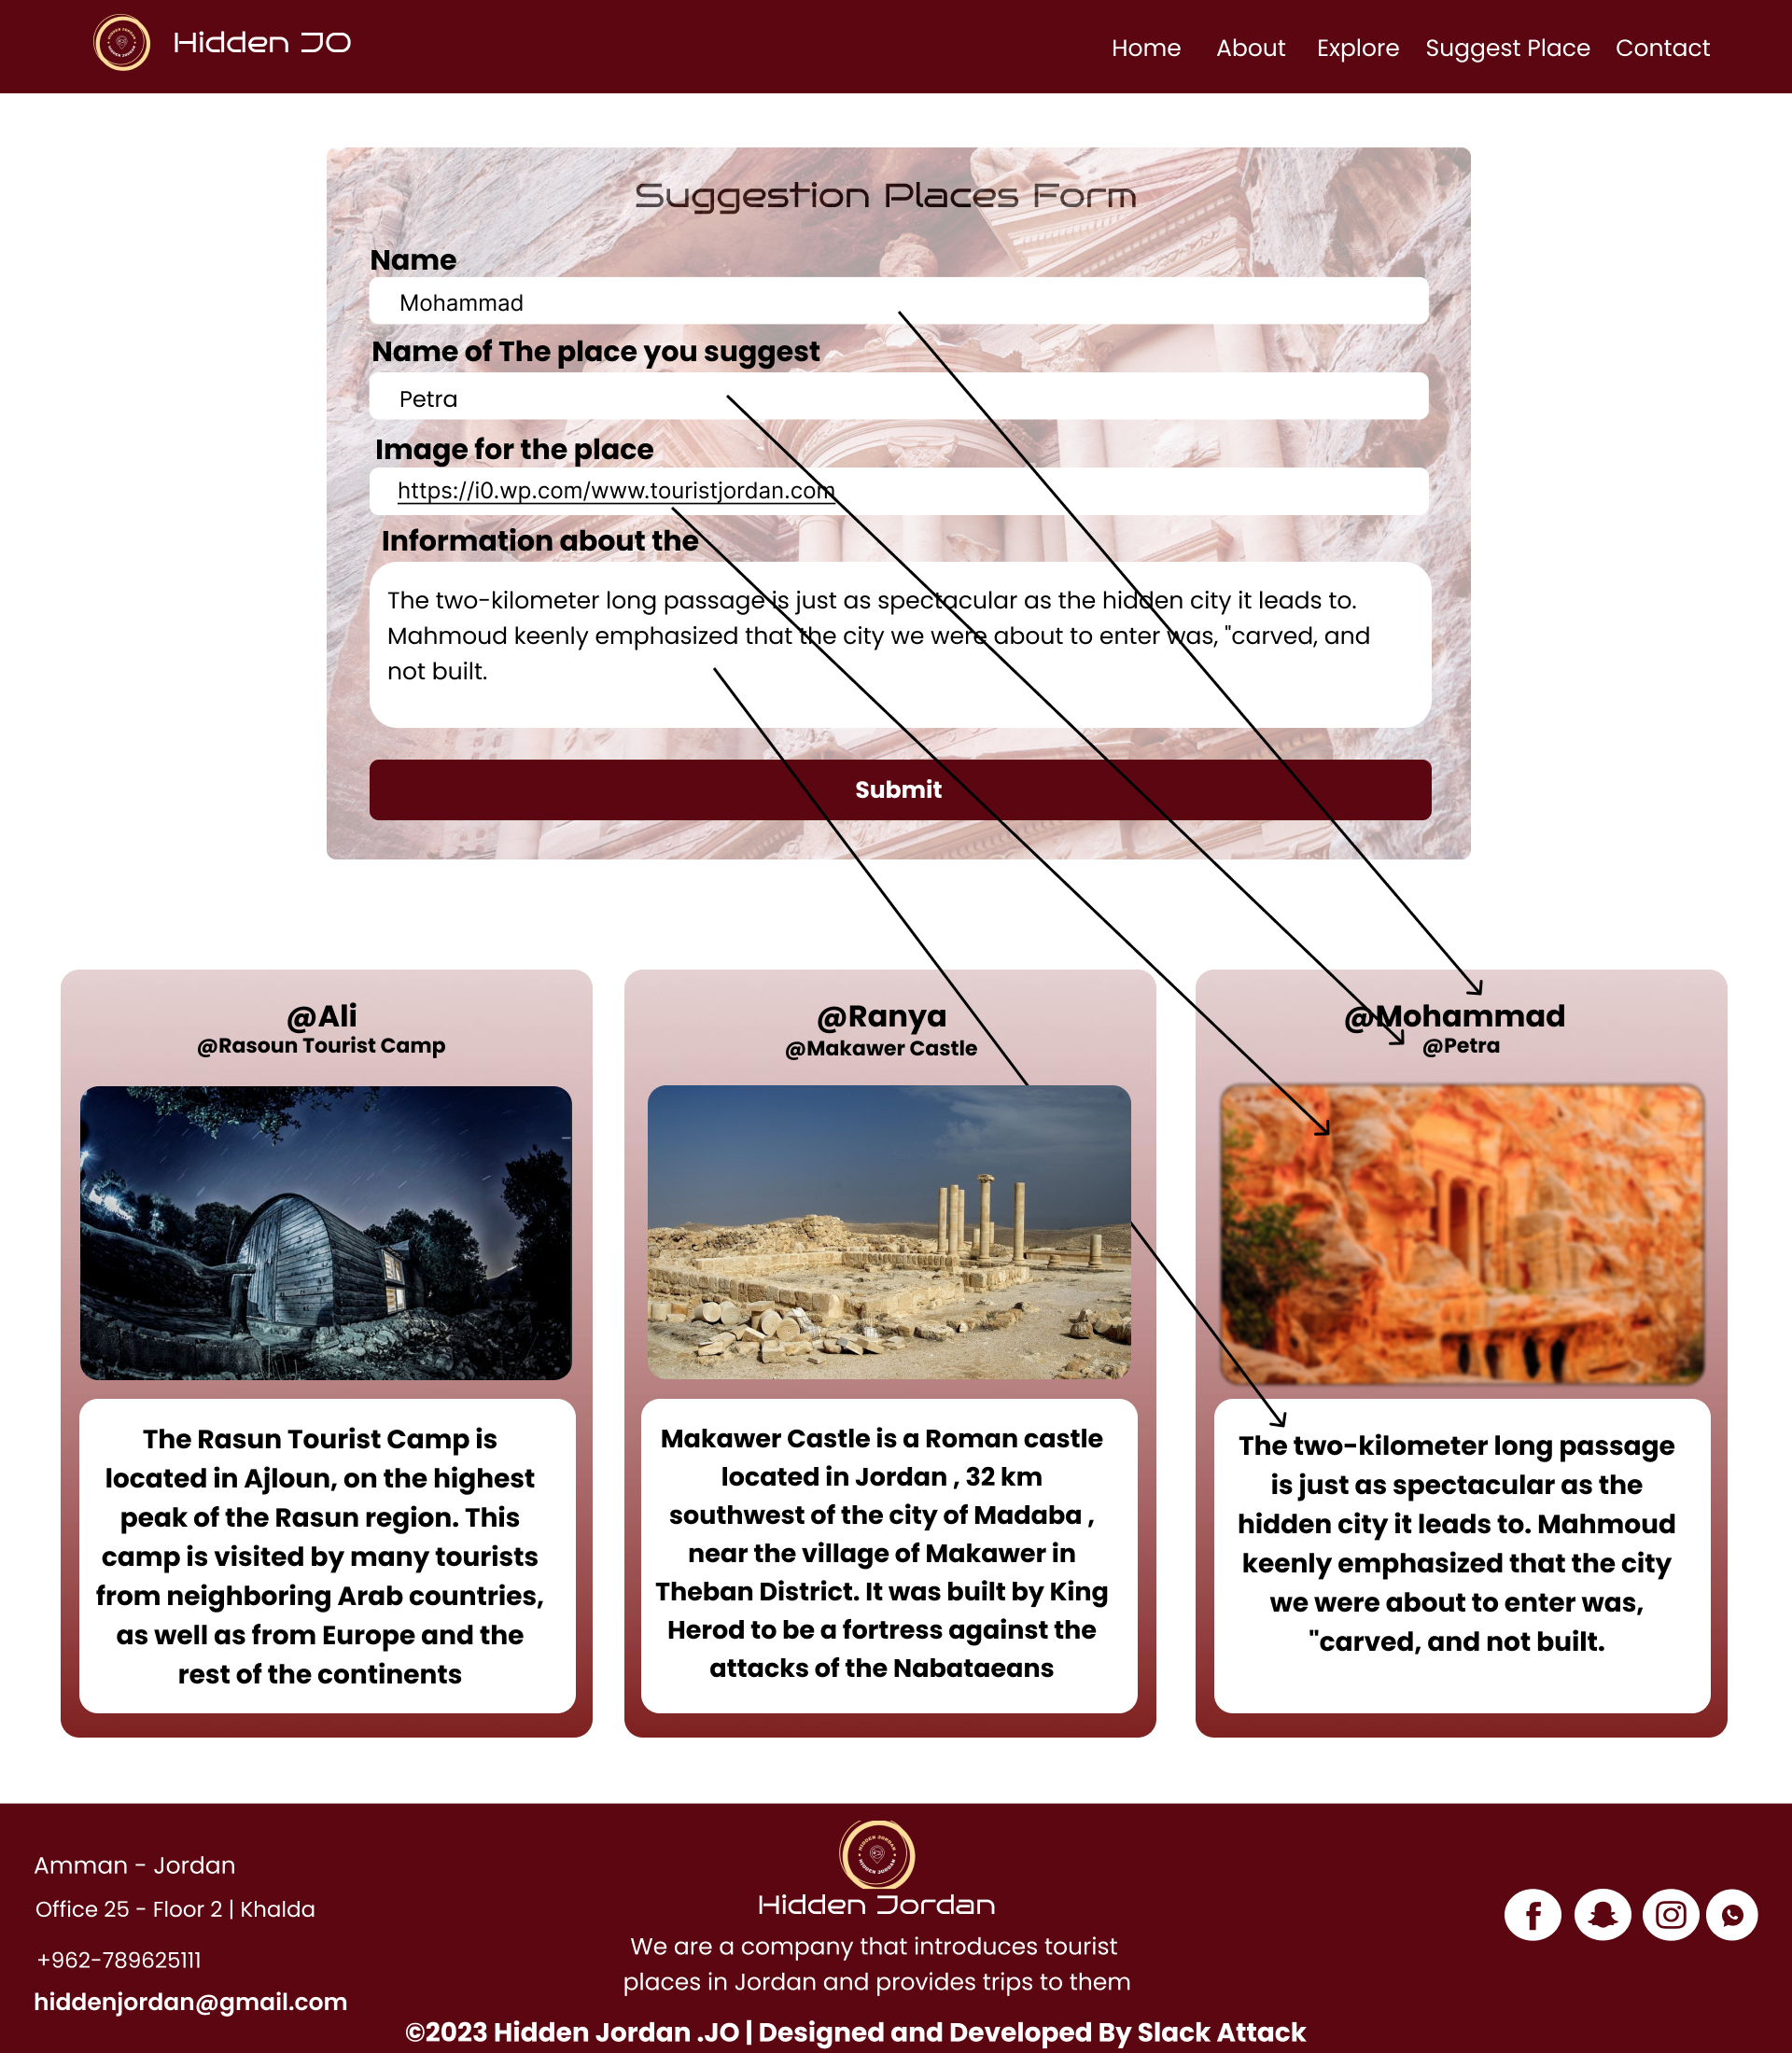 Hidden JO
Home About Explore Suggest Place Contact
Suggestion Places Form
Name
Mohammad
Name of The place you suggest
Petra
Image for the place
https://i0.wp.com/www.touristjordan.com
Information about the
The two-kilometer long passage is just as spectacular as the hidden city it leads to.
Mahmoud keenly emphasized that the city we were about to enter was, "carved, and
not built.
Submit
@Ali
@Rasoun Tourist Camp
The Rasun Tourist Camp is
located in Ajloun, on the highest
peak of the Rasun region. This
camp is visited by many tourists
from neighboring Arab countries,
as well as from Europe and the
rest of the continents
@Ranya
@Makawer Castle
Makawer Castle is a Roman castle
located in Jordan , 32 km
southwest of the city of Madaba ,
near the village of Makawer in
Theban District. It was built by King
Herod to be a fortress against the
attacks of the Nabataeans
@Mohammad
@Petra
The two-kilometer long passage
is just as spectacular as the
hidden city it leads to. Mahmoud
keenly emphasized that the city
we were about to enter was,
"carved, and not built.
Amman - Jordan
Office 25 - Floor 2 | Khalda
+962-789625111
hiddenjordan@gmail.com
HIDDEN JORDAN
HIDDEN JORDAN
Hidden Jordan
We are a company that introduces tourist
places in Jordan and provides trips to them
©2023 Hidden Jordan .JO | Designed and Developed By Slack Attack